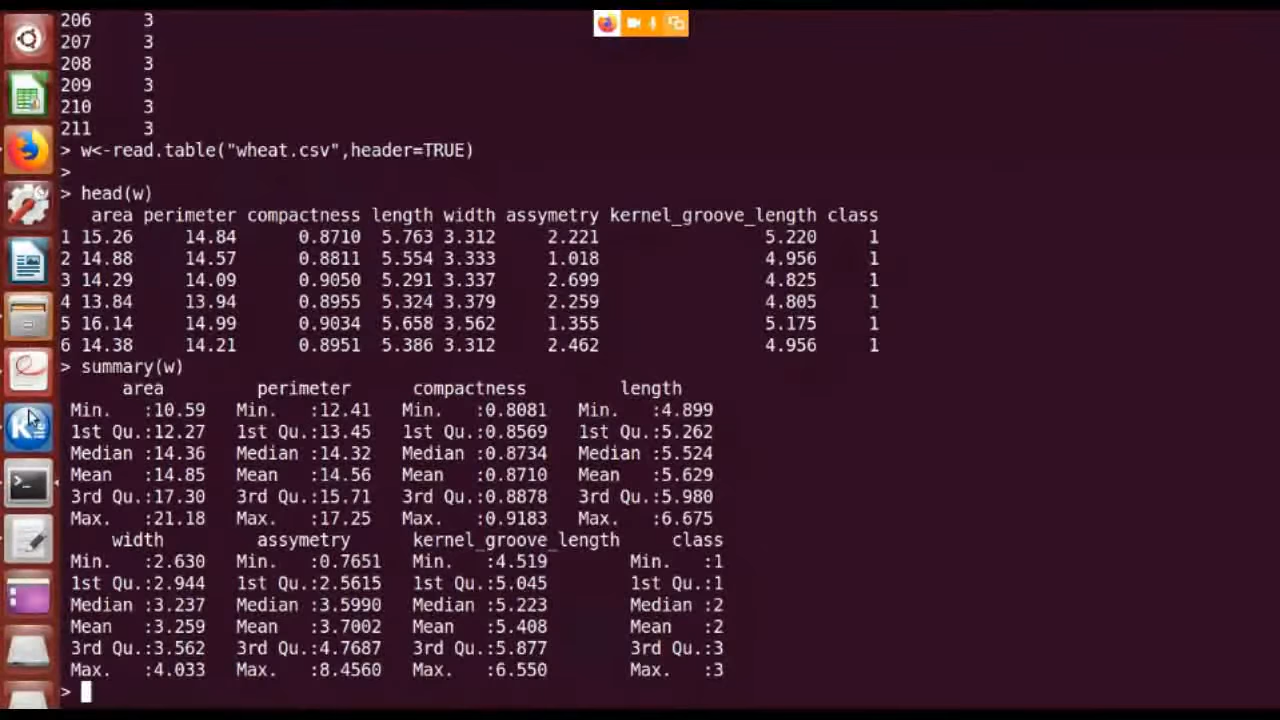 206 3
207 3
208 3
209 3
210 3
211 3
> w<-read.table("wheat.csv",header=TRUE)
>
> head(w)
area perimeter compactness length width assymetry kernel_groove_length class
1 15.26 14.84 0.8710 5.763 3.312 2.221 5.220 1
2 14.88 14.57 0.8811 5.554 3.333 1.018 4.956 1
3 14.29 14.09 0.9050 5.291 3.337 2.699 4.825 1
4 13.84 13.94 0.8955 5.324 3.379 2.259 4.805 1
5 16.14 14.99 0.9034 5.658 3.562 1.355 5.175 1
6 14.38 14.21 0.8951 5.386 3.312 2.462 4.956 1
> summary(w)
area perimeter compactness length
Min. :10.59 Min. :12.41 Min. :0.8081 Min. :4.899
1st Qu.:12.27 1st Qu.:13.45 1st Qu.:0.8569 1st Qu.:5.262
Median :14.36 Median :14.32 Median :0.8734 Median :5.524
Mean :14.85 Mean :14.56 Mean :0.8710 Mean :5.629
3rd Qu.:17.30 3rd Qu.:15.71 3rd Qu.:0.8878 3rd Qu.:5.980
Max. :21.18 Max. :17.25 Max. :0.9183 Max. :6.675
width assymetry kernel_groove_length class
Min. :2.630 Min. :0.7651 Min. :4.519 Min. :1
1st Qu.:2.944 1st Qu.:2.5615 1st Qu.:5.045 1st Qu.:1
Median :3.237 Median :3.5990 Median :5.223 Median :2
Mean :3.259 Mean :3.7002 Mean :5.408 Mean :2
3rd Qu.:3.562 3rd Qu.:4.7687 3rd Qu.:5.877 3rd Qu.:3
Max. :4.033 Max. :8.4560 Max. :6.550 Max. :3
>